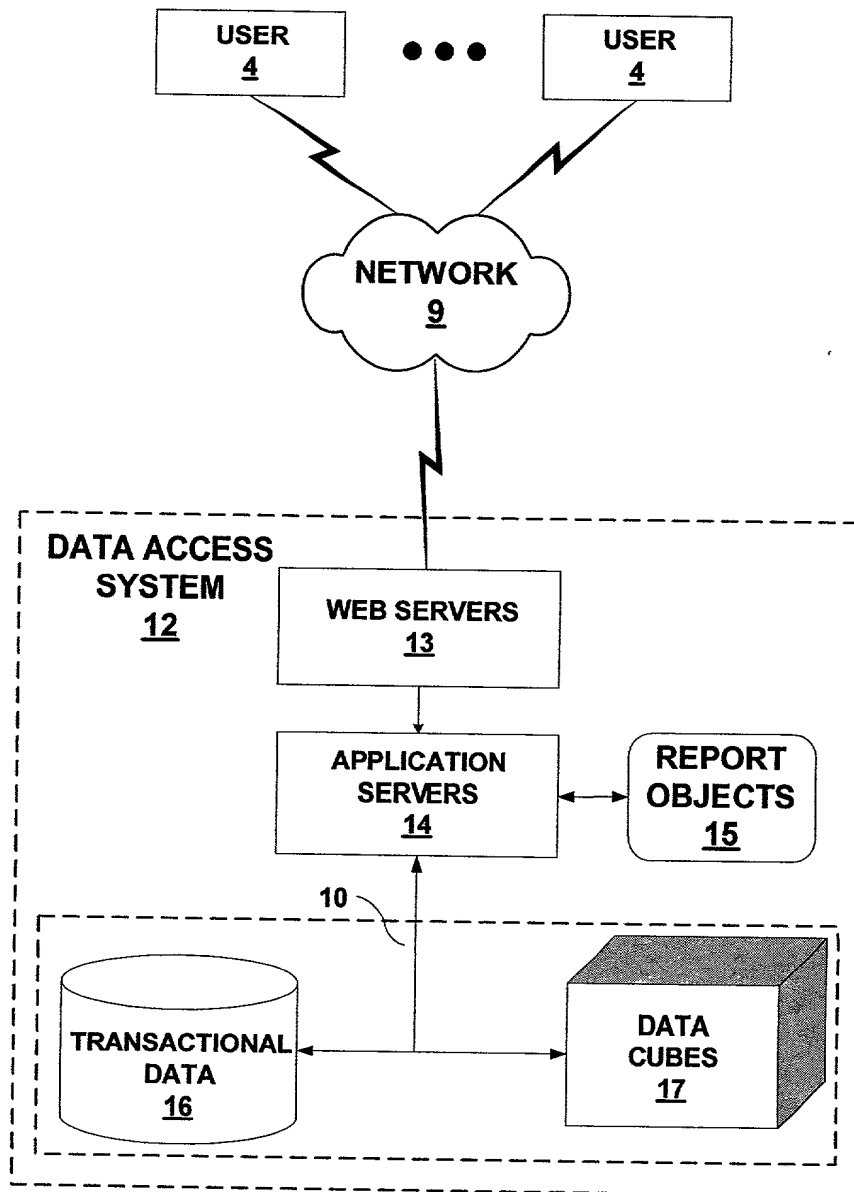 USER
4
USER
4
NETWORK
9
DATA ACCESS
SYSTEM
12
WEB SERVERS
13
APPLICATION
SERVERS
14
REPORT
OBJECTS
15
10
TRANSACTIONAL
DATA
16
DATA
CUBES
17